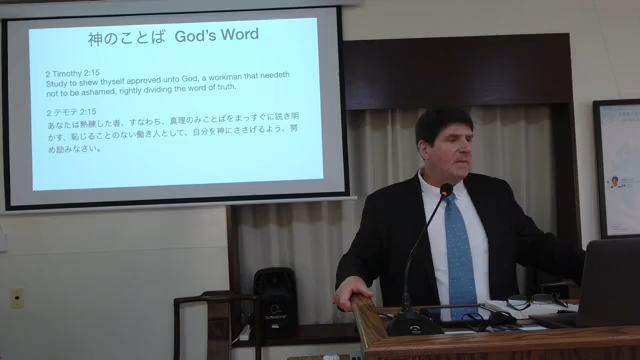 神のことば God's Word
2 Timothy 2:15
Study to shew thyself approved unto God, a workman that needeth
not to be ashamed, rightly dividing the word of truth.
2 テモテ 2:15
あなたは熟練した者、すなわち、真理のみことばをまっすぐに説き明
かす、恥じることのない働き人として、自分を神にささげるよう、努
め励みなさい。